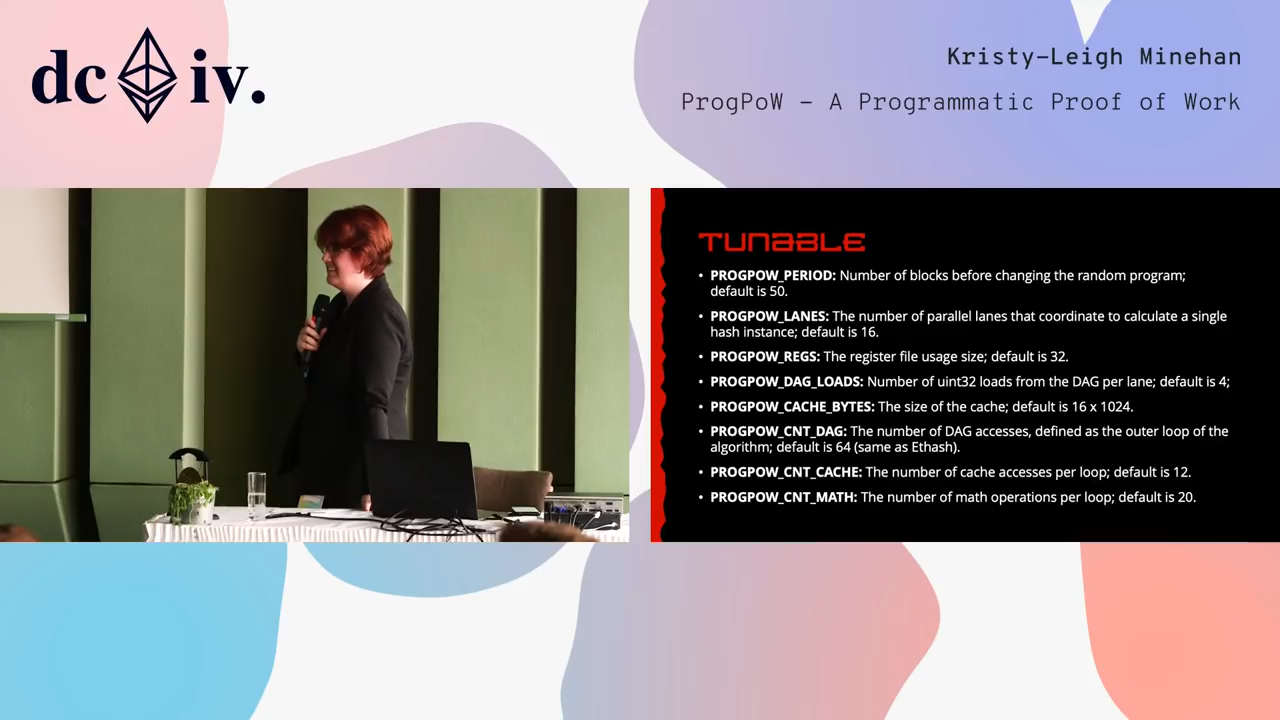 dc iv.
Kristy-Leigh Minehan
ProgPoW - A Programmatic Proof of Work
TUNABLE
• PROGPOW_PERIOD: Number of blocks before changing the random program;
default is 50.
• PROGPOW_LANES: The number of parallel lanes that coordinate to calculate a single
hash instance; default is 16.
• PROGPOW_REGS: The register file usage size; default is 32.
• PROGPOW_DAG_LOADS: Number of uint32 loads from the DAG per lane; default is 4;
• PROGPOW_CACHE_BYTES: The size of the cache; default is 16 x 1024.
• PROGPOW_CNT_DAG: The number of DAG accesses, defined as the outer loop of the
algorithm; default is 64 (same as Ethash).
• PROGPOW_CNT_CACHE: The number of cache accesses per loop; default is 12.
• PROGPOW_CNT_MATH: The number of math operations per loop; default is 20.